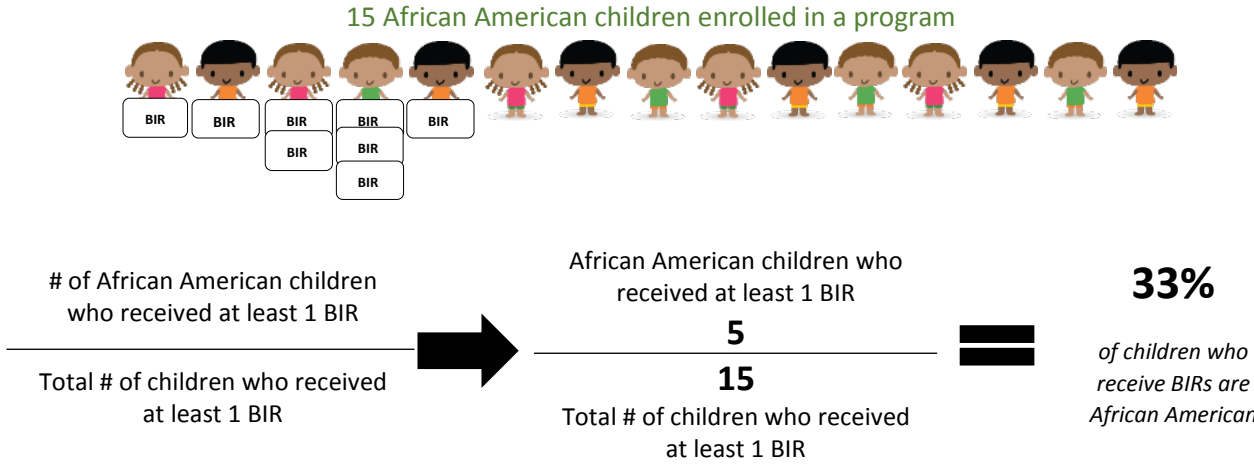 15 African American children enrolled in a program
BIR BIR BIR BIR BIR
BIR BIR
BIR
# of African American children
who received at least 1 BIR
Total # of children who received
at least 1 BIR
African American children who
received at least 1 BIR
5
15
Total # of children who received
at least 1 BIR
33%
of children who
receive BIRs are
African American